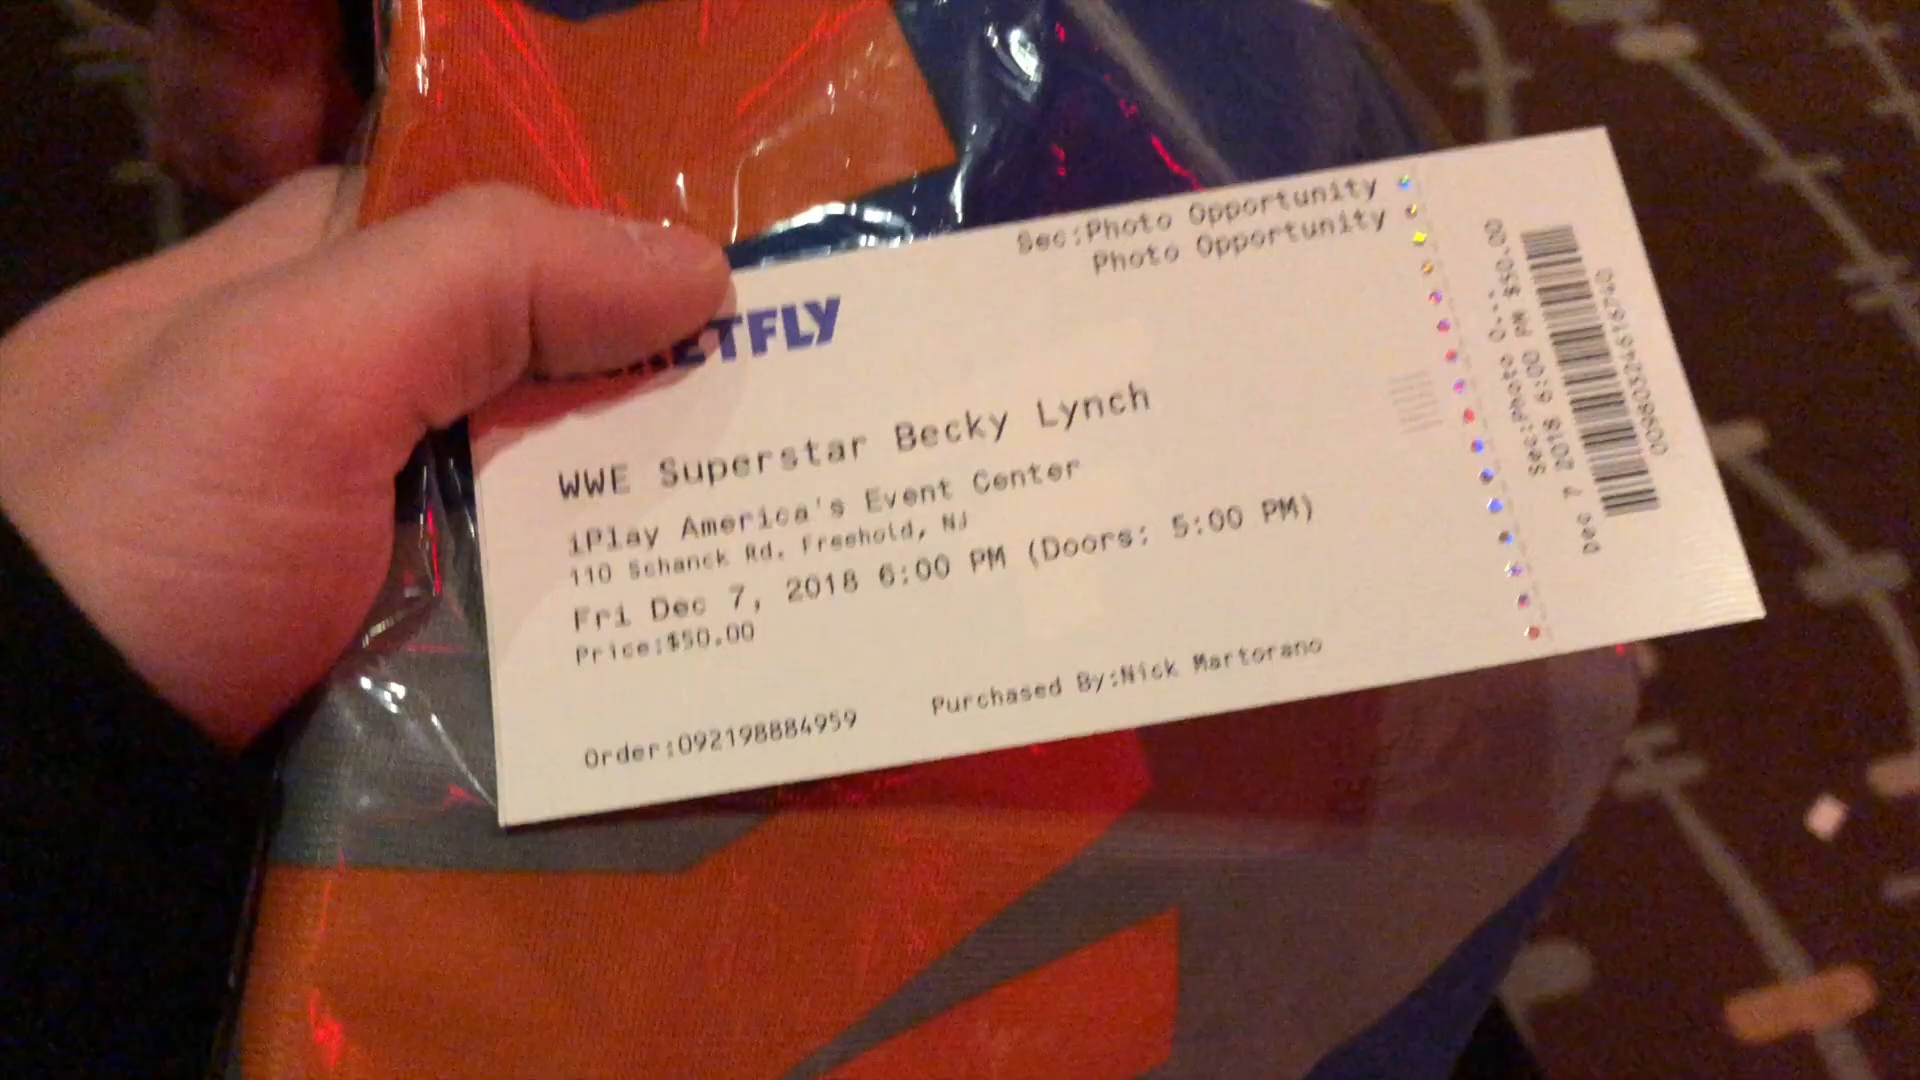 Sec:Photo Opportunity
Photo Opportunity
ETFLY
WWE Superstar Becky Lynch
iPlay America's Event Center
110 Schanck Rd. Freehold, NJ
Fri Dec 7, 2018 6:00 PM (Doors: 5:00 PM)
Price:$50.00
Order:092198884959
Purchased By:Nick Martorano
$50.00
Sec:Photo
Dec 7 2018 6:00 PM